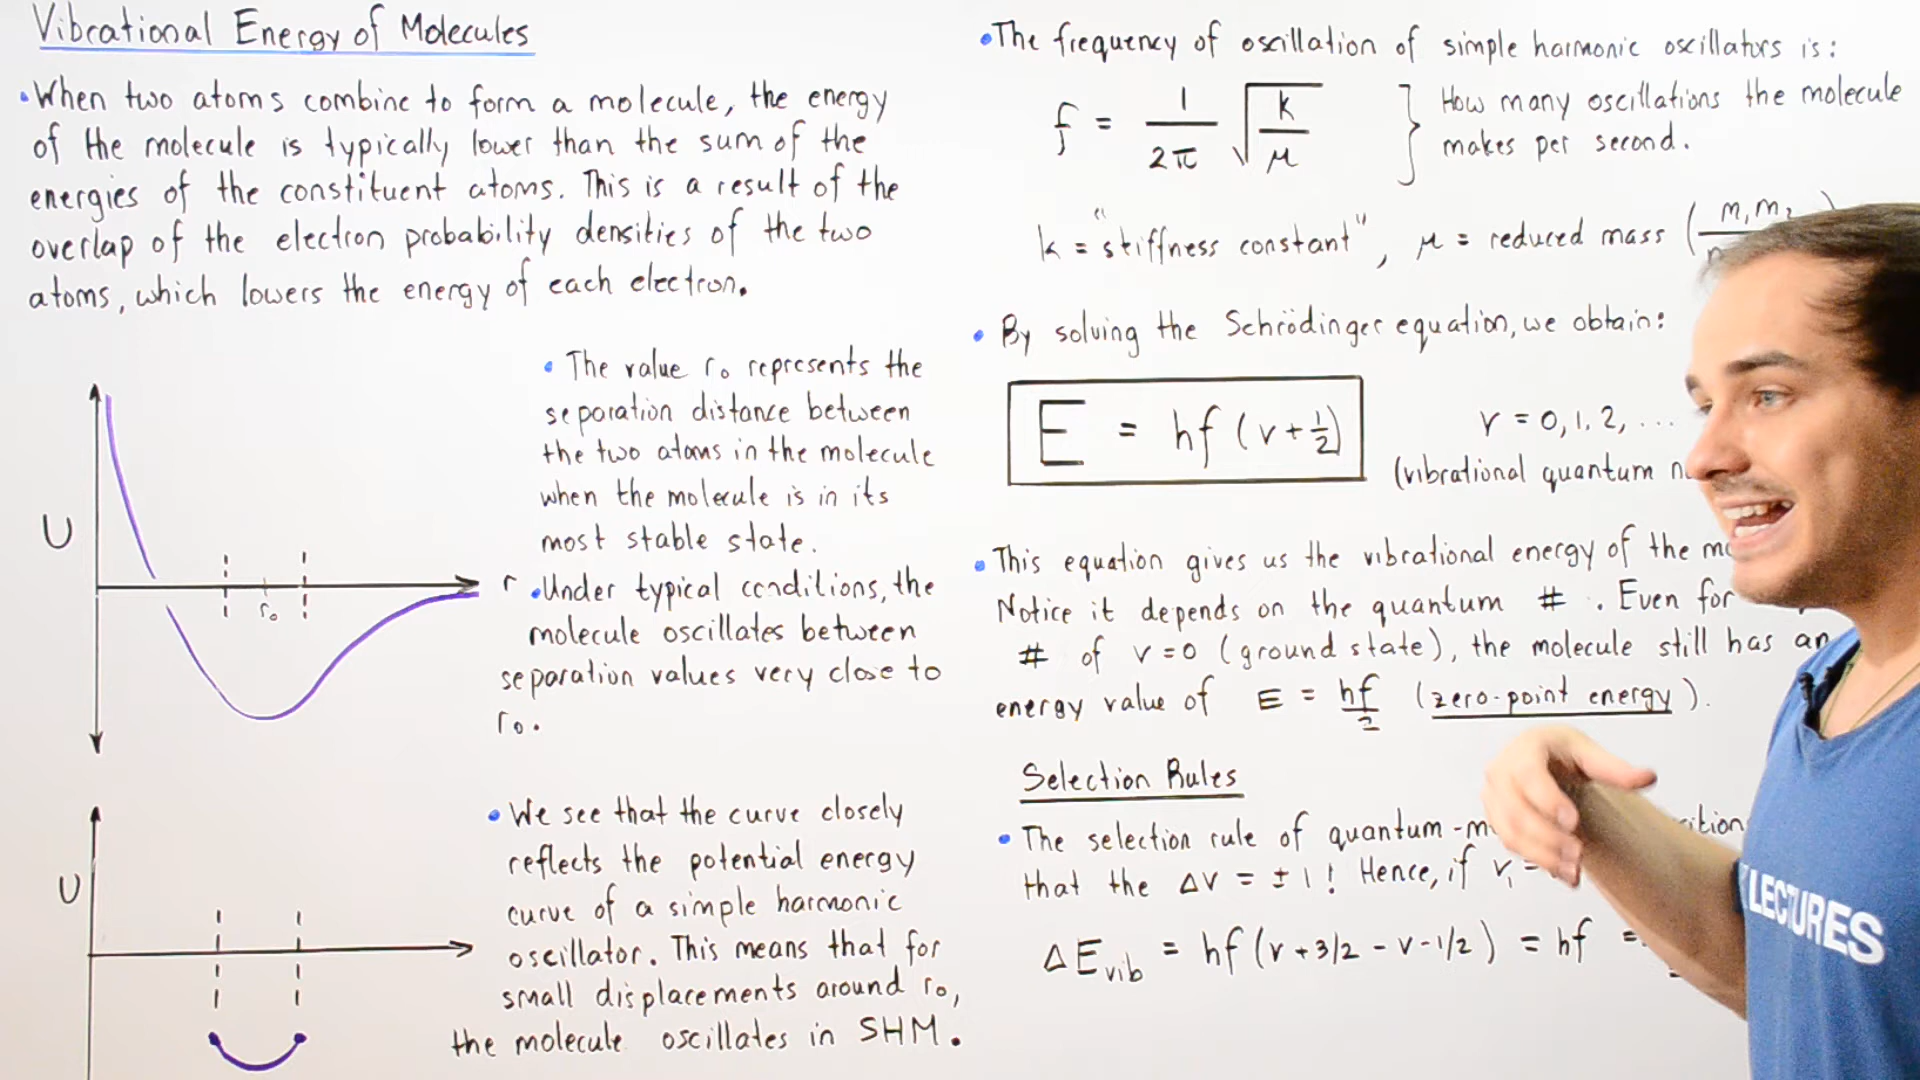 Vibrational Energy of Molecules
• When two atoms combine to form a molecule, the energy
of the molecule is typically lower than the sum of the
energies of the constituent atoms. This is a result of the
overlap of the electron probability densities of the two
atoms, which lowers the energy of each electron.
• The value r₀ represents the
separation distance between
the two atoms in the molecule
when the molecule is in its
most stable state.
U
r₀
r
• Under typical conditions, the
molecule oscillates between
separation values very close to
r₀.
• We see that the curve closely
reflects the potential energy
curve of a simple harmonic
oscillator. This means that for
small displacements around r₀,
the molecule oscillates in SHM.
U
• The frequency of oscillation of simple harmonic oscillators is:
f = 1/2π √(k/μ) } How many oscillations the molecule
makes per second.
k = "stiffness constant", μ = reduced mass (m₁m₂
• By solving the Schrödinger equation, we obtain:
E = hf(v+½)
v = 0, 1, 2, ...
(vibrational quantum
• This equation gives us the vibrational energy of the
Notice it depends on the quantum #. Even for
# of v=0 (ground state), the molecule still has an
energy value of E = hf/2 (zero-point energy).
Selection Rules
• The selection rule of quantum-
that the Δv = ±1! Hence, if v₁
ΔE vib = hf(v+3/2-v-1/2) = hf =
LECTURES